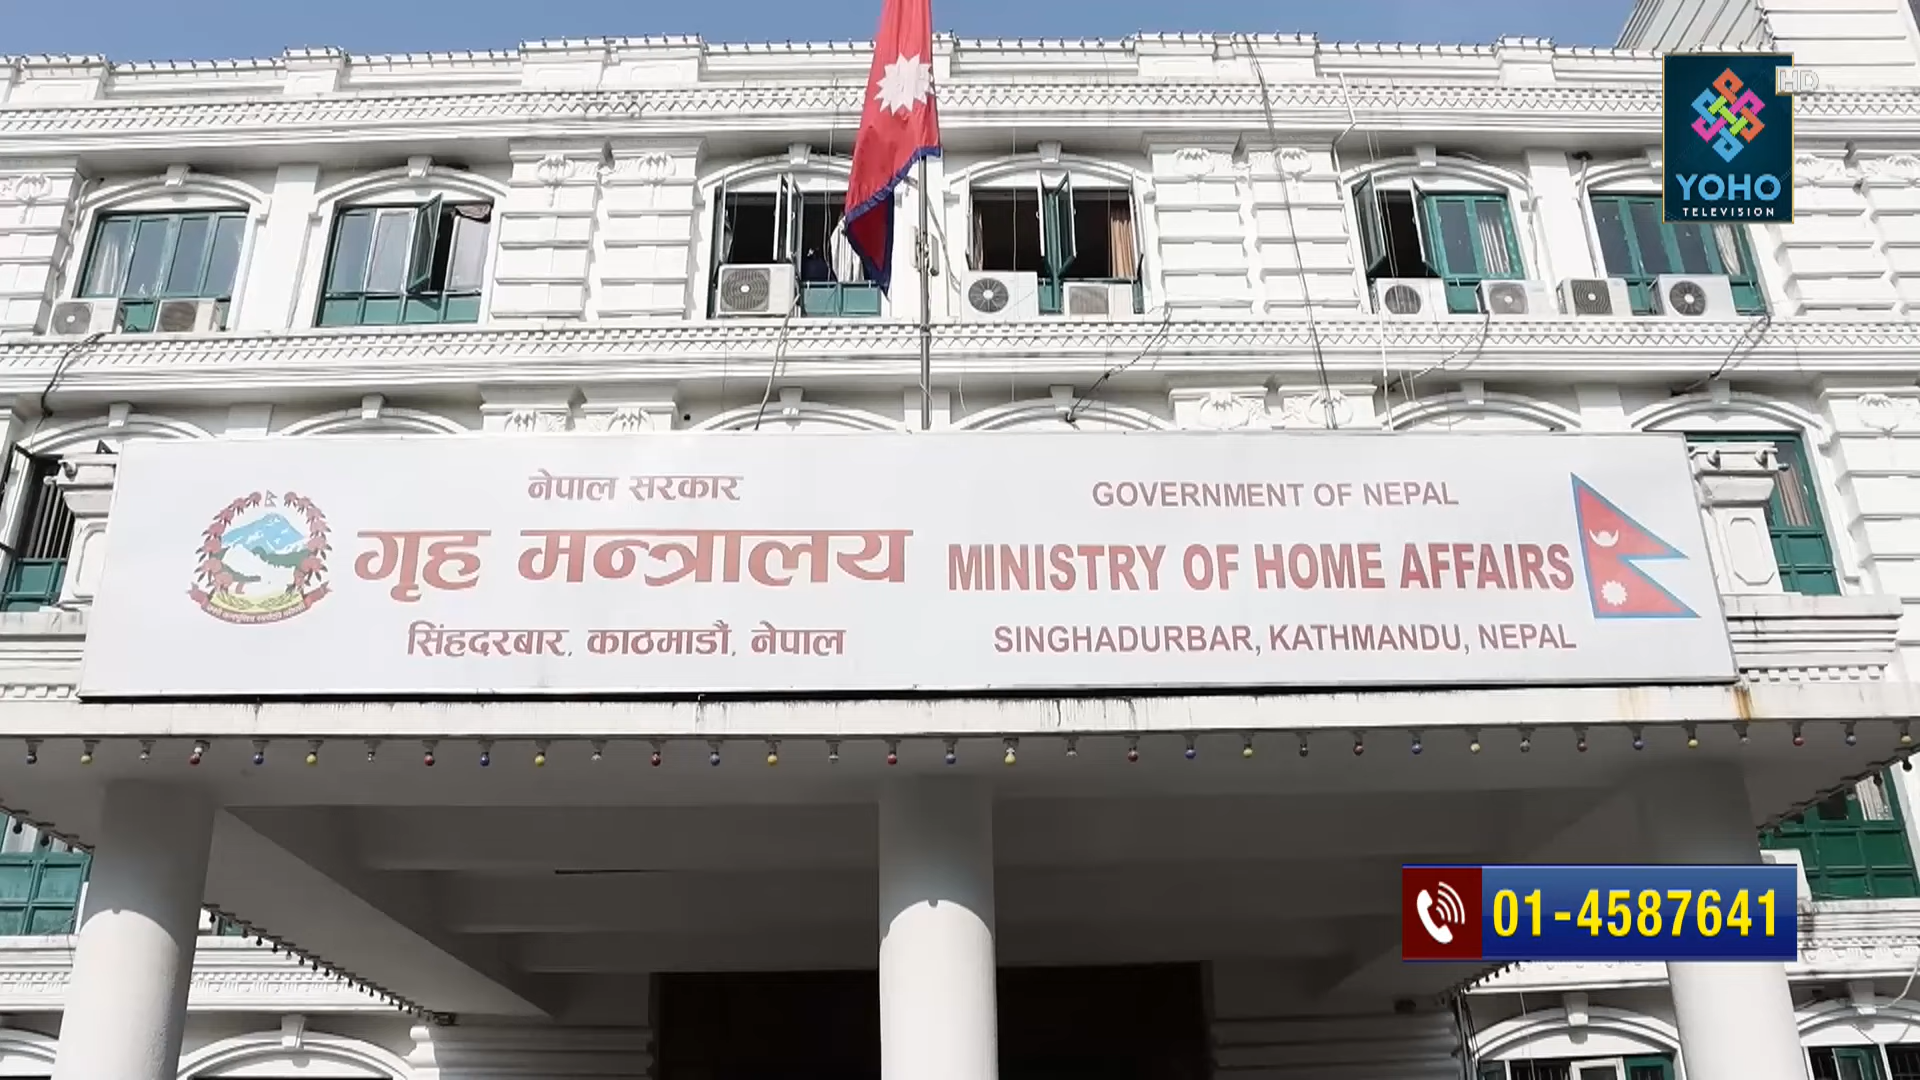 HD
YOHO
TELEVISION
नेपाल सरकार
गृह मन्त्रालय
सिंहदरबार, काठमाडौं, नेपाल
GOVERNMENT OF NEPAL
MINISTRY OF HOME AFFAIRS
SINGHADURBAR, KATHMANDU, NEPAL
01-4587641